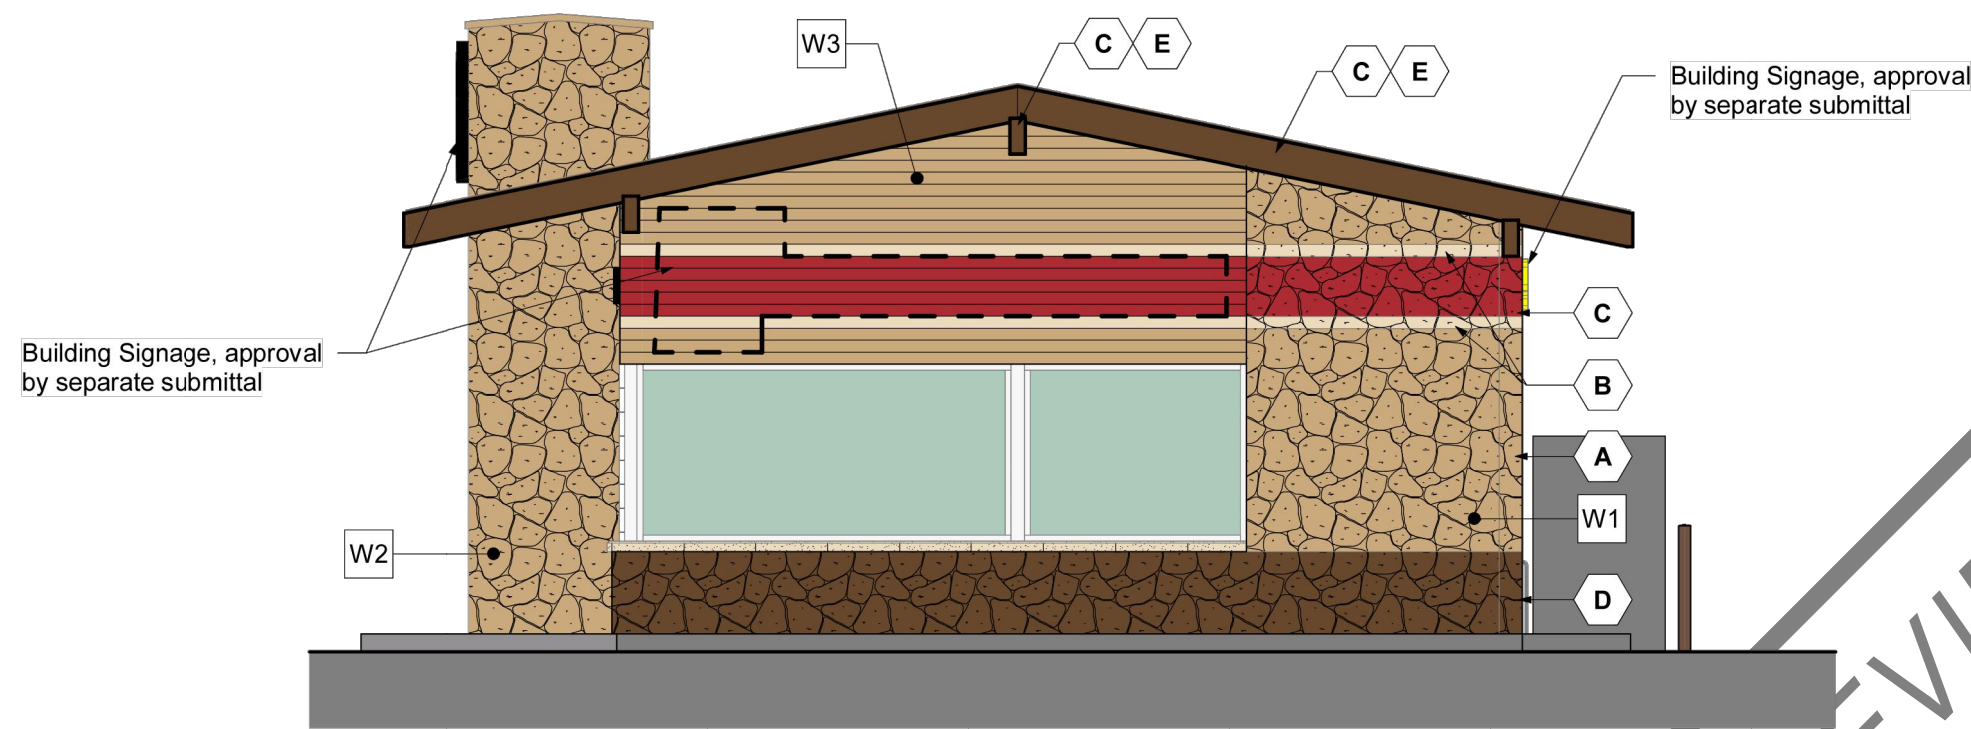 W3
C E
C E
Building Signage, approval
by separate submittal
C
Building Signage, approval
by separate submittal
B
A
W1
W2
D